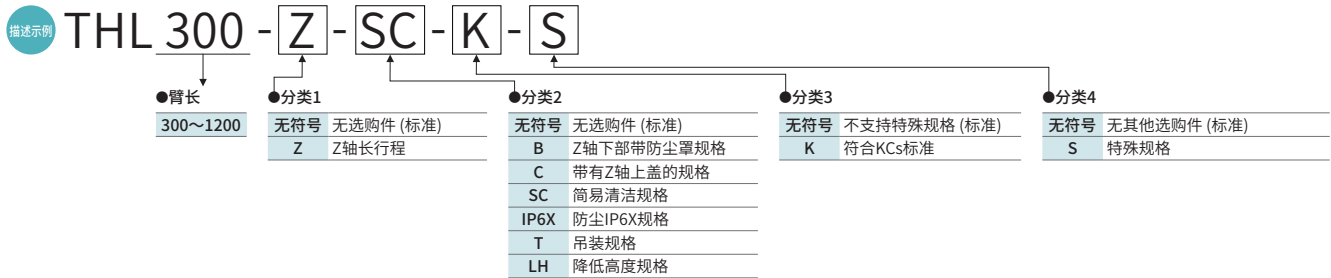 描述示例 THL 300 - Z - SC - K - S
●臂长
300～1200
●分类1
无符号 无选购件 (标准)
Z Z轴长行程
●分类2
无符号 无选购件 (标准)
B Z轴下部带防尘罩规格
C 带有Z轴上盖的规格
SC 简易清洁规格
IP6X 防尘IP6X规格
T 吊装规格
LH 降低高度规格
●分类3
无符号 不支持特殊规格 (标准)
K 符合KCs标准
●分类4
无符号 无其他选购件 (标准)
S 特殊规格